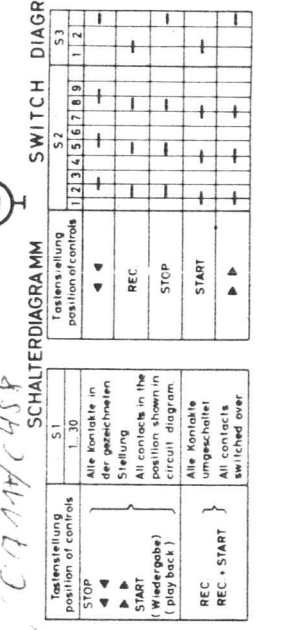 SCHALTERDIAGRAMM SWITCH DIAGR
Tastenstellung
position of controls
S1
1...30
STOP
◄ ◄
► ►
START
(Wiedergabe)
( play back )
Alle Kontakte in
der gezeichneten
Stellung
All contacts in the
position shown in
circuit diagram.
REC
REC + START
Alle Kontakte
umgeschaltet
All contacts
switched over
Tastenstellung
position of controls
S2
S3
1 2 3 4 5 6 7 8 9
1 2
◄ ◄
REC
STOP
START
► ►